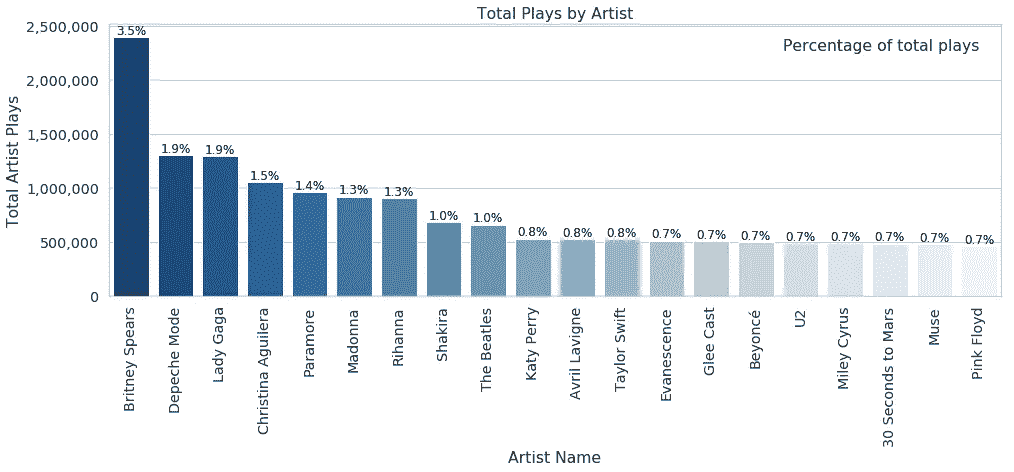 Total Plays by Artist
Percentage of total plays
Total Artist Plays
2,500,000
2,000,000
1,500,000
1,000,000
500,000
0
3.5%
1.9%
1.9%
1.5%
1.4%
1.3%
1.3%
1.0%
1.0%
0.8%
0.8%
0.8%
0.7%
0.7%
0.7%
0.7%
0.7%
0.7%
0.7%
0.7%
Britney Spears
Depeche Mode
Lady Gaga
Christina Aguilera
Paramore
Madonna
Rihanna
Shakira
The Beatles
Katy Perry
Avril Lavigne
Taylor Swift
Evanescence
Glee Cast
Beyoncé
U2
Miley Cyrus
30 Seconds to Mars
Muse
Pink Floyd
Artist Name